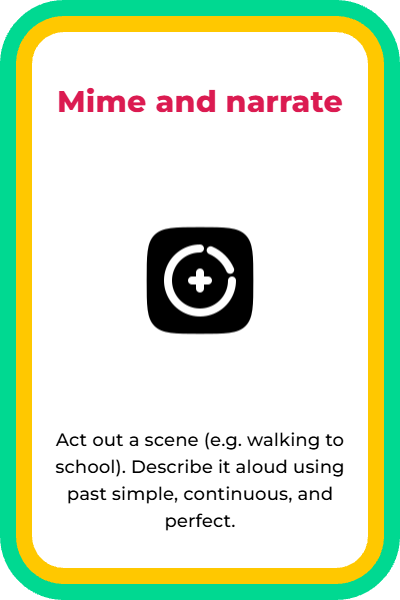 Mime and narrate
Act out a scene (e.g. walking to
school). Describe it aloud using
past simple, continuous, and
perfect.